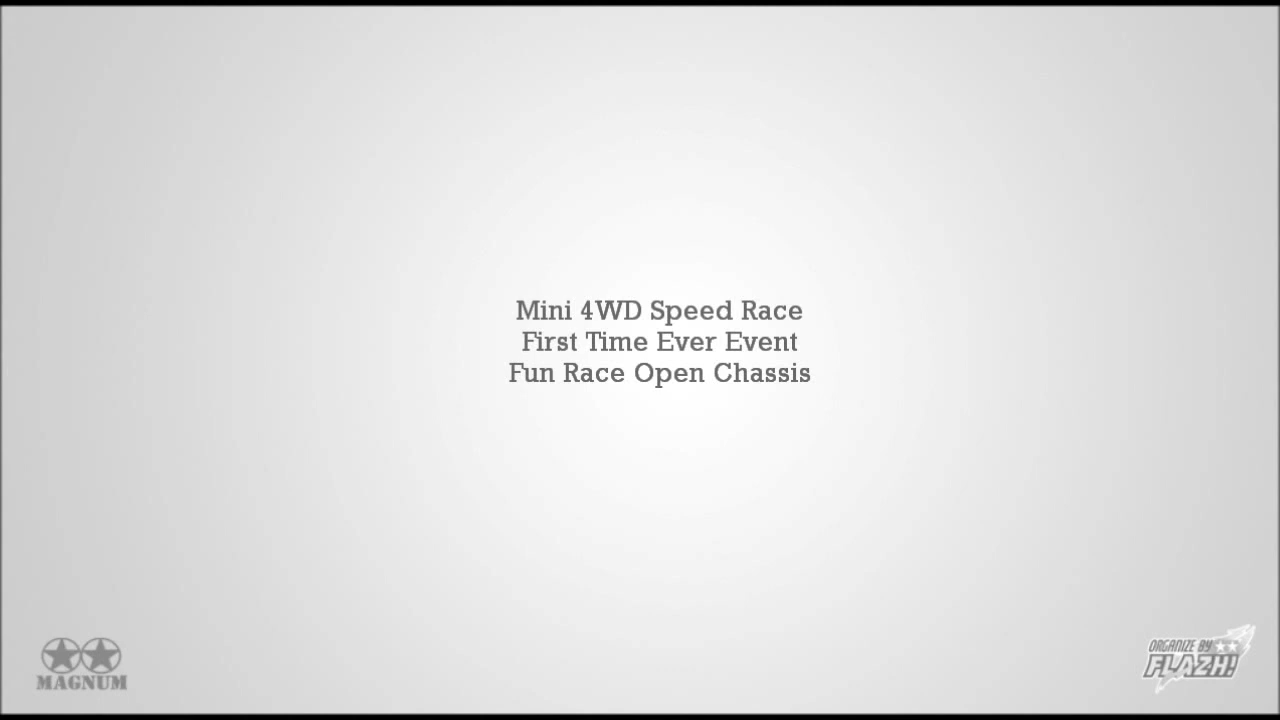 Mini 4WD Speed Race
First Time Ever Event
Fun Race Open Chassis
MAGNUM
ORGANIZE BY
FLAZH!